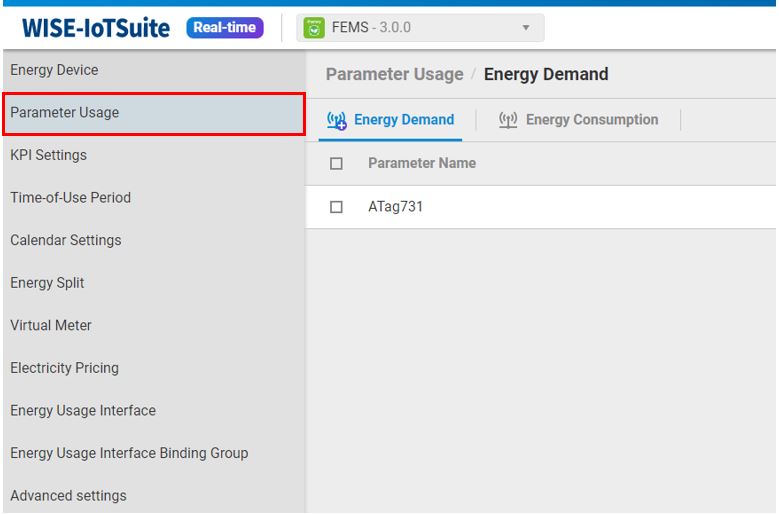 WISE-IoTSuite Real-time FEMS - 3.0.0
Energy Device
Parameter Usage
KPI Settings
Time-of-Use Period
Calendar Settings
Energy Split
Virtual Meter
Electricity Pricing
Energy Usage Interface
Energy Usage Interface Binding Group
Advanced settings
Parameter Usage / Energy Demand
Energy Demand Energy Consumption
Parameter Name
ATag731